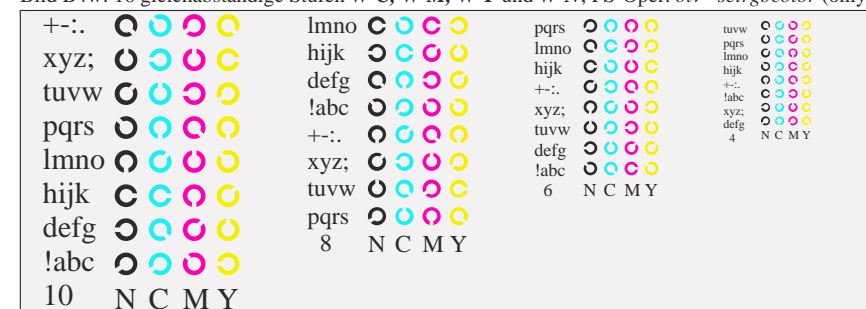 +-:.
xyz;
tuvw
pqrs
lmno
hijk
defg
!abc
10 N C M Y
lmno
hijk
defg
!abc
+-:.
xyz;
tuvw
pqrs
8 N C M Y
pqrs
lmno
hijk
+-:.
xyz;
tuvw
defg
!abc
6 N C M Y
tuvw
pqrs
lmno
hijk
+-:.
!abc
xyz;
defg
4 N C M Y